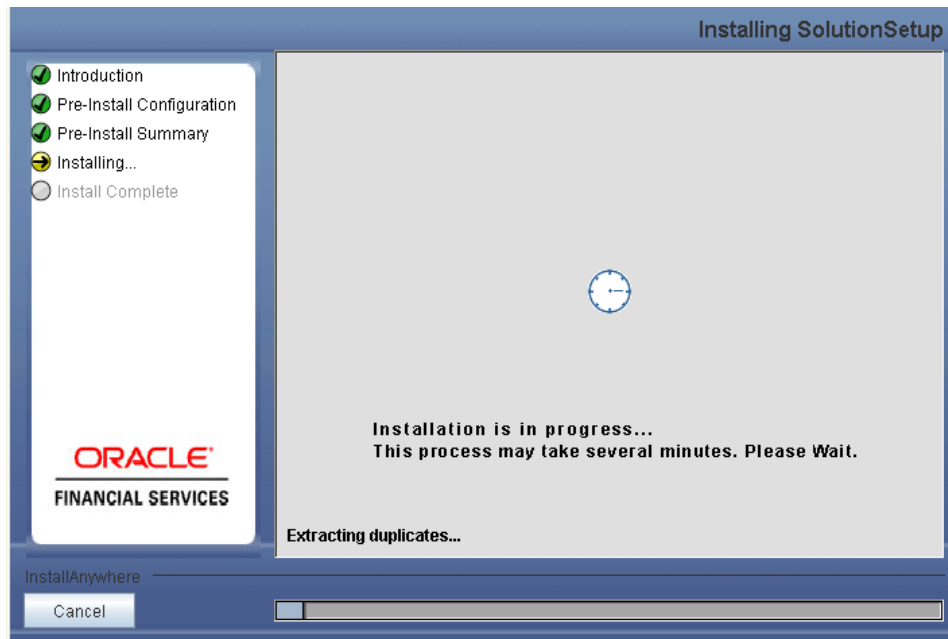 Installing SolutionSetup
Introduction
Pre-Install Configuration
Pre-Install Summary
Installing...
Install Complete
ORACLE
FINANCIAL SERVICES
Installation is in progress...
This process may take several minutes. Please Wait.
Extracting duplicates...
InstallAnywhere
Cancel